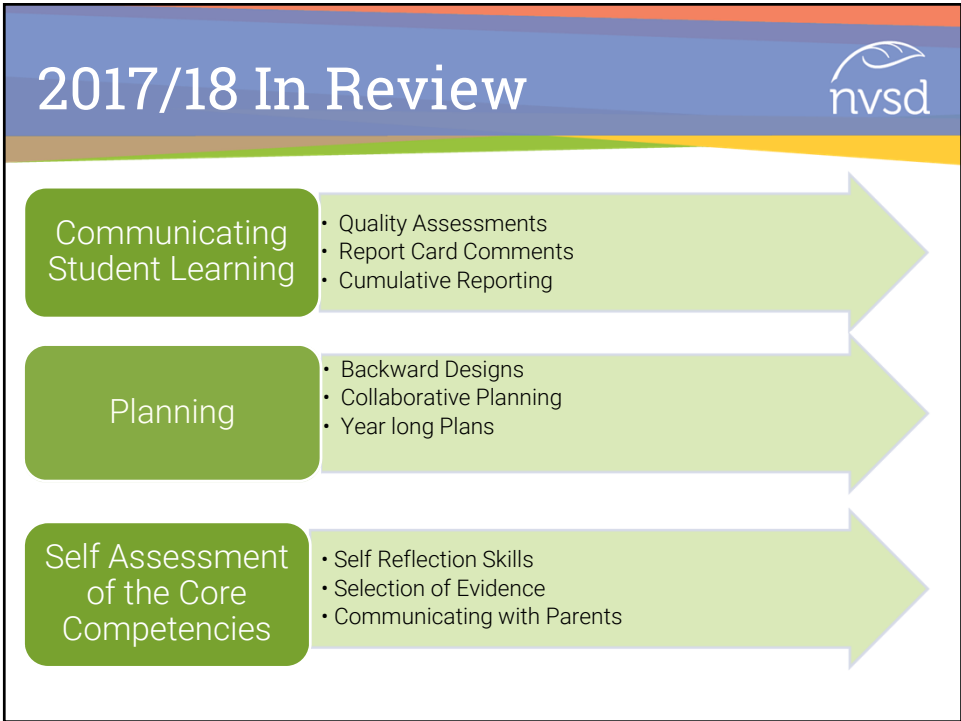 2017/18 In Review
nvsd
Communicating
Student Learning
• Quality Assessments
• Report Card Comments
• Cumulative Reporting
Planning
• Backward Designs
• Collaborative Planning
• Year long Plans
Self Assessment
of the Core
Competencies
• Self Reflection Skills
• Selection of Evidence
• Communicating with Parents